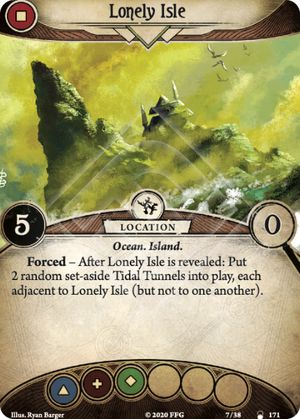 Lonely Isle
5
0
LOCATION
Ocean. Island.
Forced – After Lonely Isle is revealed: Put
2 random set-aside Tidal Tunnels into play, each
adjacent to Lonely Isle (but not to one another).
Illus. Ryan Barger © 2020 FFG 7/38 171